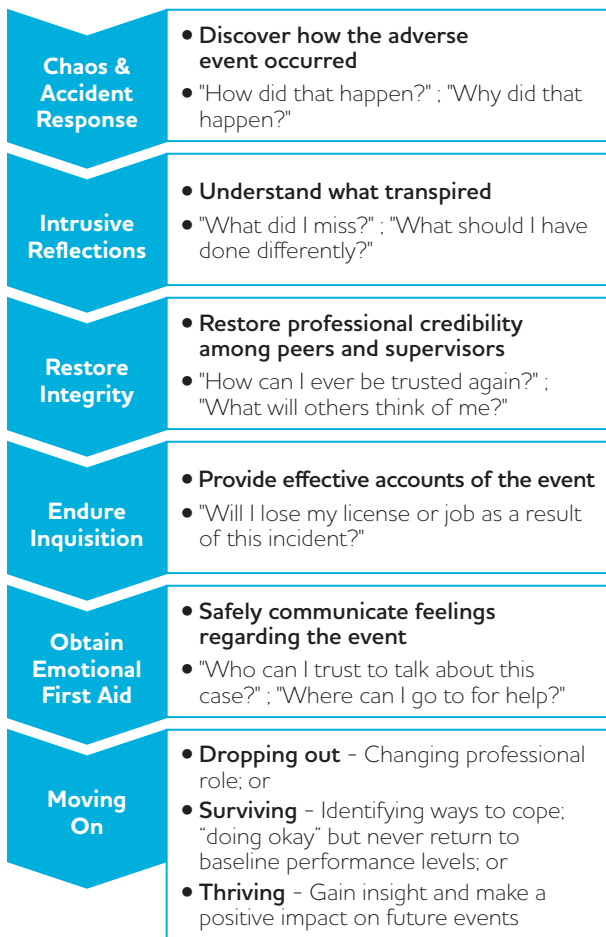 Chaos &
Accident
Response
• Discover how the adverse
event occurred
• "How did that happen?" ; "Why did that
happen?"
Intrusive
Reflections
• Understand what transpired
• "What did I miss?" ; "What should I have
done differently?"
Restore
Integrity
• Restore professional credibility
among peers and supervisors
• "How can I ever be trusted again?" ;
"What will others think of me?"
Endure
Inquisition
• Provide effective accounts of the event
• "Will I lose my license or job as a result
of this incident?"
Obtain
Emotional
First Aid
• Safely communicate feelings
regarding the event
• "Who can I trust to talk about this
case?" ; "Where can I go to for help?"
Moving
On
• Dropping out - Changing professional
role; or
• Surviving - Identifying ways to cope;
“doing okay” but never return to
baseline performance levels; or
• Thriving - Gain insight and make a
positive impact on future events